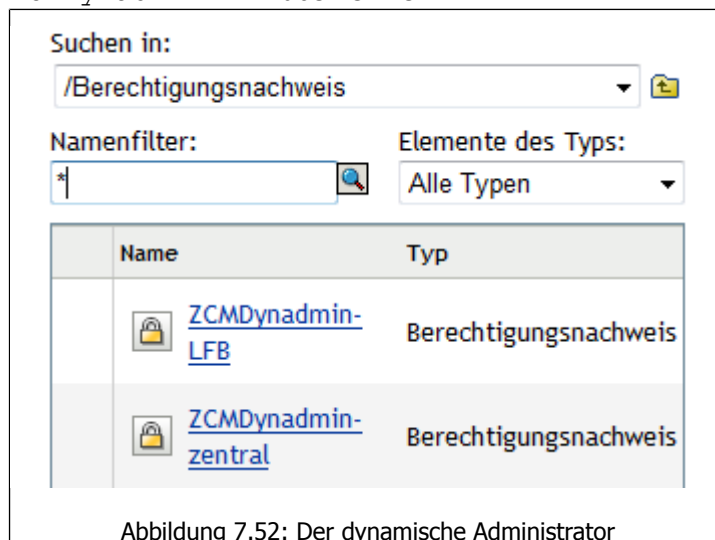 Suchen in:
/Berechtigungsnachweis
Namenfilter: Elemente des Typs:
* Alle Typen
Name Typ
ZCMDynadmin-
LFB Berechtigungsnachweis
ZCMDynadmin-
zentral Berechtigungsnachweis
Abbildung 7.52: Der dynamische Administrator